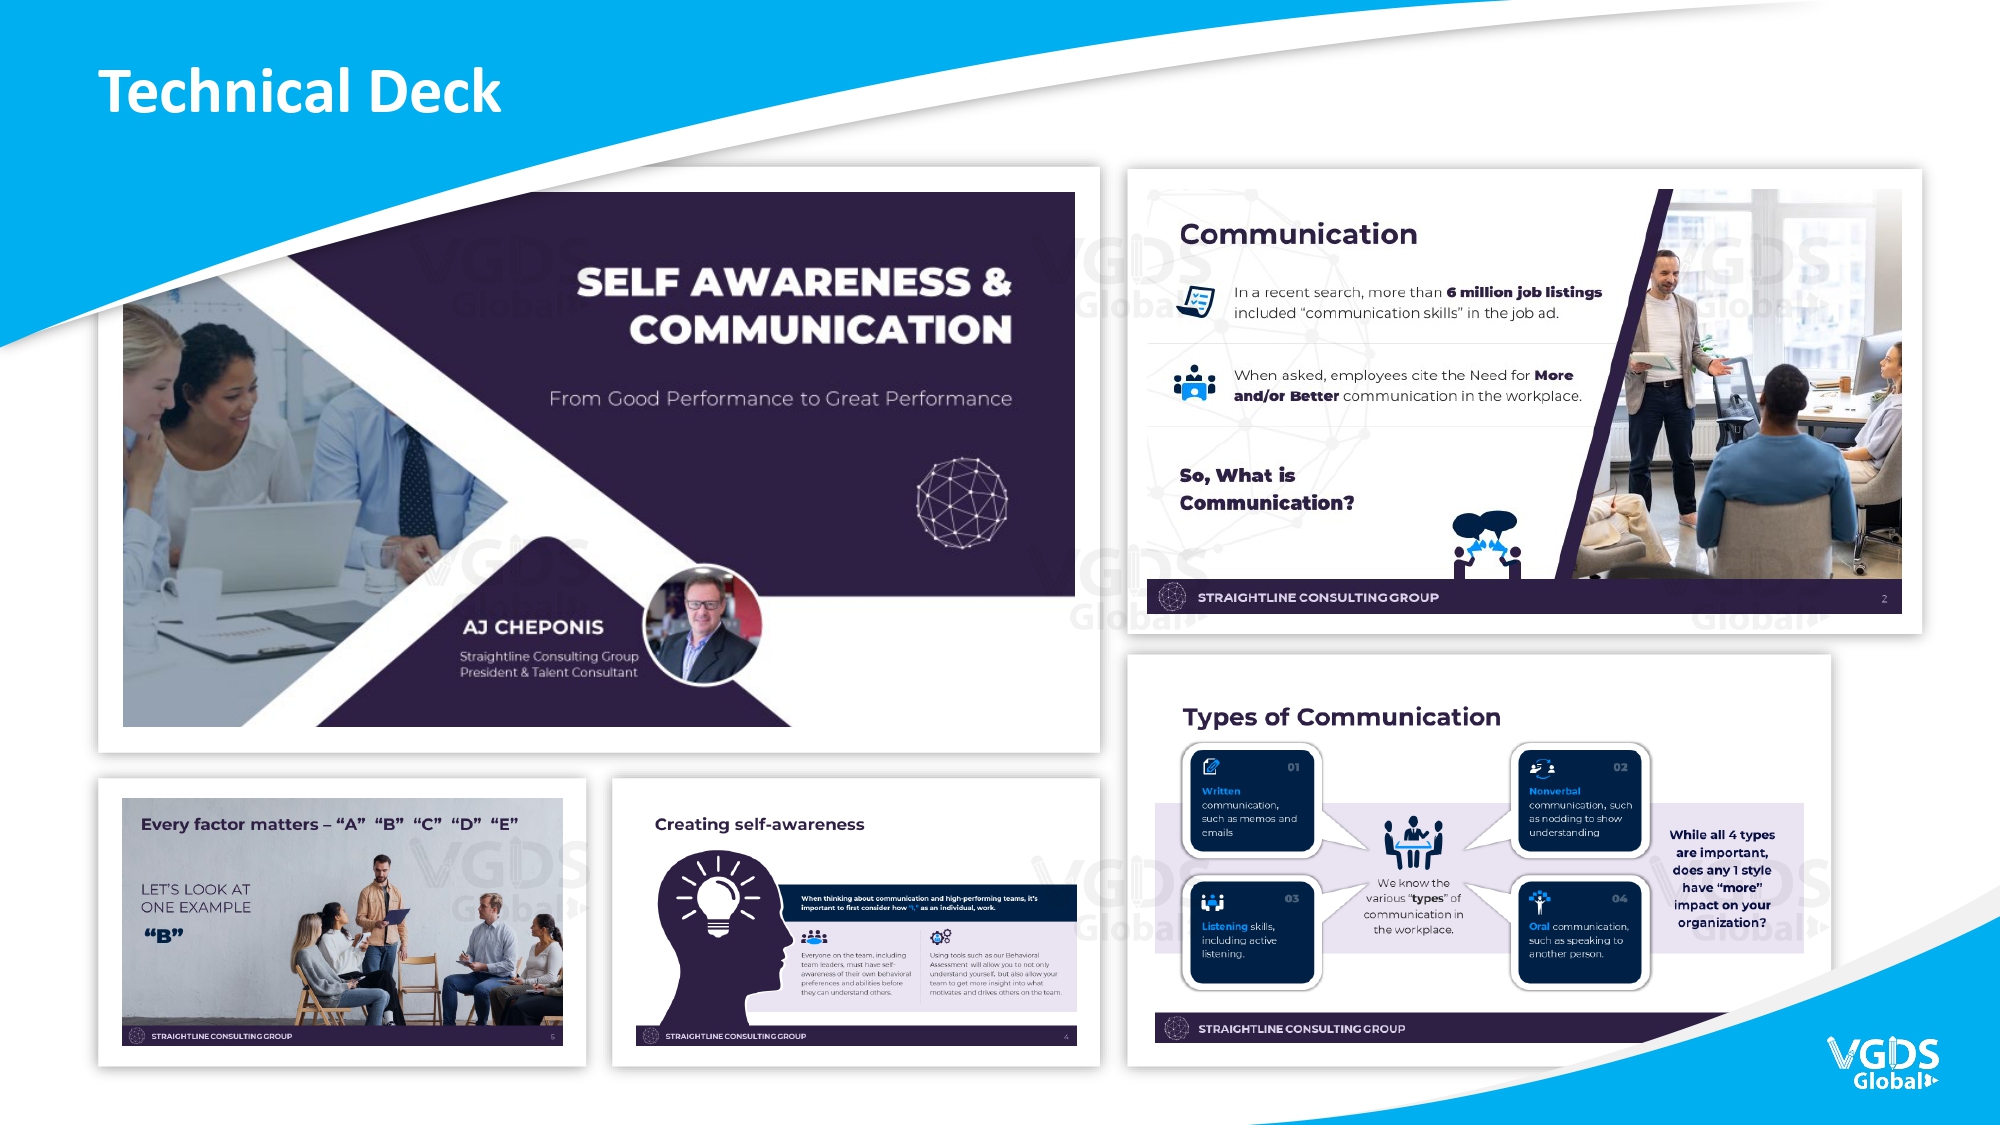 Technical Deck
SELF AWARENESS &
COMMUNICATION
From Good Performance to Great Performance
AJ CHEPONIS
Straightline Consulting Group
President & Talent Consultant
Communication
In a recent search, more than 6 million job listings
included “communication skills” in the job ad.
When asked, employees cite the Need for More
and/or Better communication in the workplace.
So, What is
Communication?
STRAIGHTLINE CONSULTING GROUP
2
Every factor matters – “A” “B” “C” “D” “E”
LET’S LOOK AT
ONE EXAMPLE
“B”
STRAIGHTLINE CONSULTING GROUP
5
Creating self-awareness
When thinking about communication and high-performing teams, it’s
important to first consider how “I,” as an individual, work.
Everyone on the team, including
team leaders, must have self-
awareness of their own behavioral
preferences and abilities before
they can understand others.
Using tools such as our Behavioral
Assessment will allow you to not only
understand yourself, but also allow your
team to get more insight into what
motivates and drives others on the team.
STRAIGHTLINE CONSULTING GROUP
4
Types of Communication
01
Written
communication,
such as memos and
emails
02
Nonverbal
communication, such
as nodding to show
understanding
03
Listening skills,
including active
listening.
04
Oral communication,
such as speaking to
another person.
We know the
various “types” of
communication in
the workplace.
While all 4 types
are important,
does any 1 style
have “more”
impact on your
organization?
STRAIGHTLINE CONSULTING GROUP
VGDS
Global